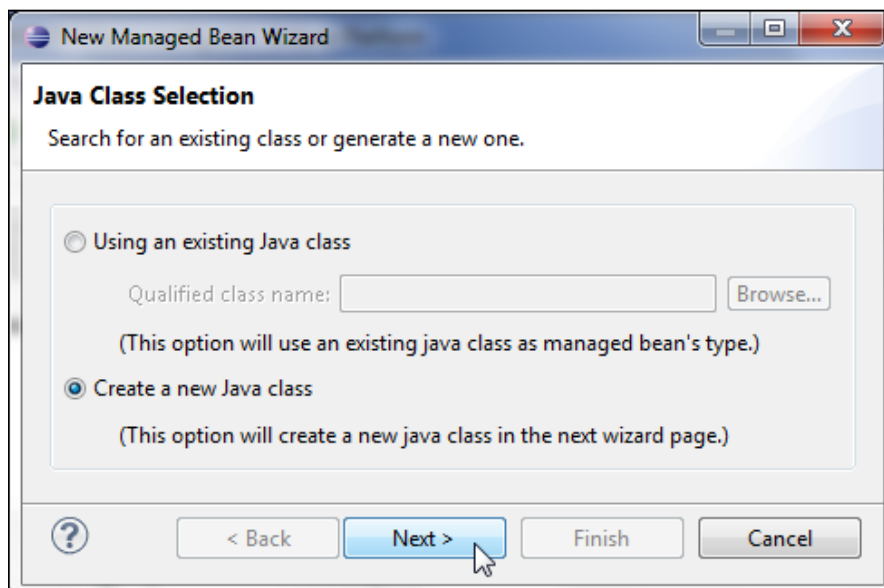 New Managed Bean Wizard
Java Class Selection
Search for an existing class or generate a new one.
Using an existing Java class
Qualified class name: Browse...
(This option will use an existing java class as managed bean's type.)
Create a new Java class
(This option will create a new java class in the next wizard page.)
? < Back Next > Finish Cancel